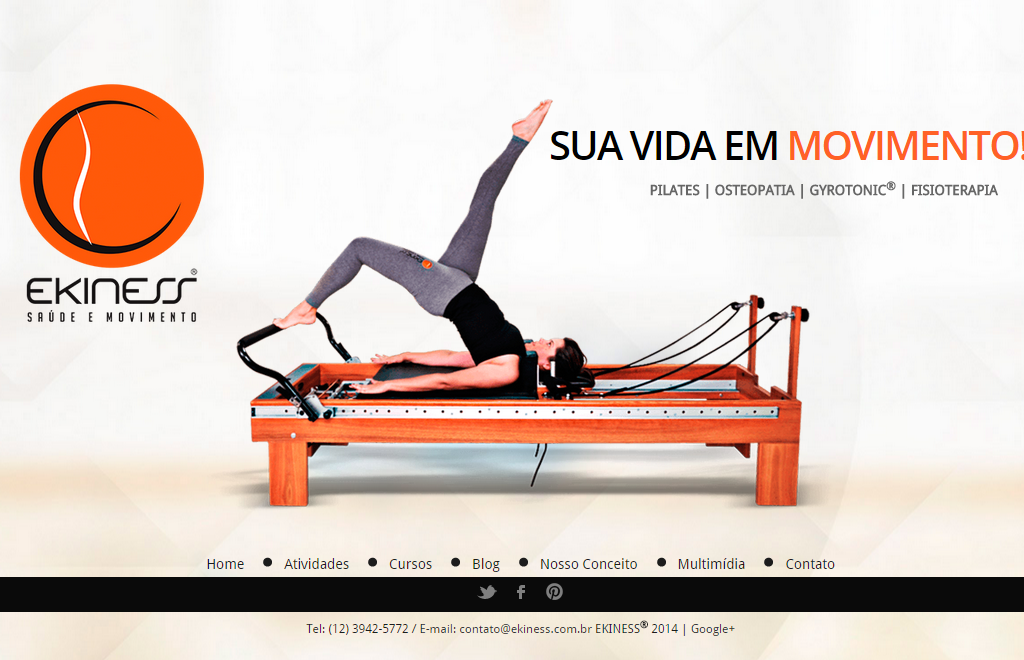 SUA VIDA EM MOVIMENTO!
PILATES | OSTEOPATIA | GYROTONIC® | FISIOTERAPIA
EKINESS®
SAÚDE E MOVIMENTO
Home • Atividades • Cursos • Blog • Nosso Conceito • Multimídia • Contato
Tel: (12) 3942-5772 / E-mail: contato@ekiness.com.br EKINESS® 2014 | Google+